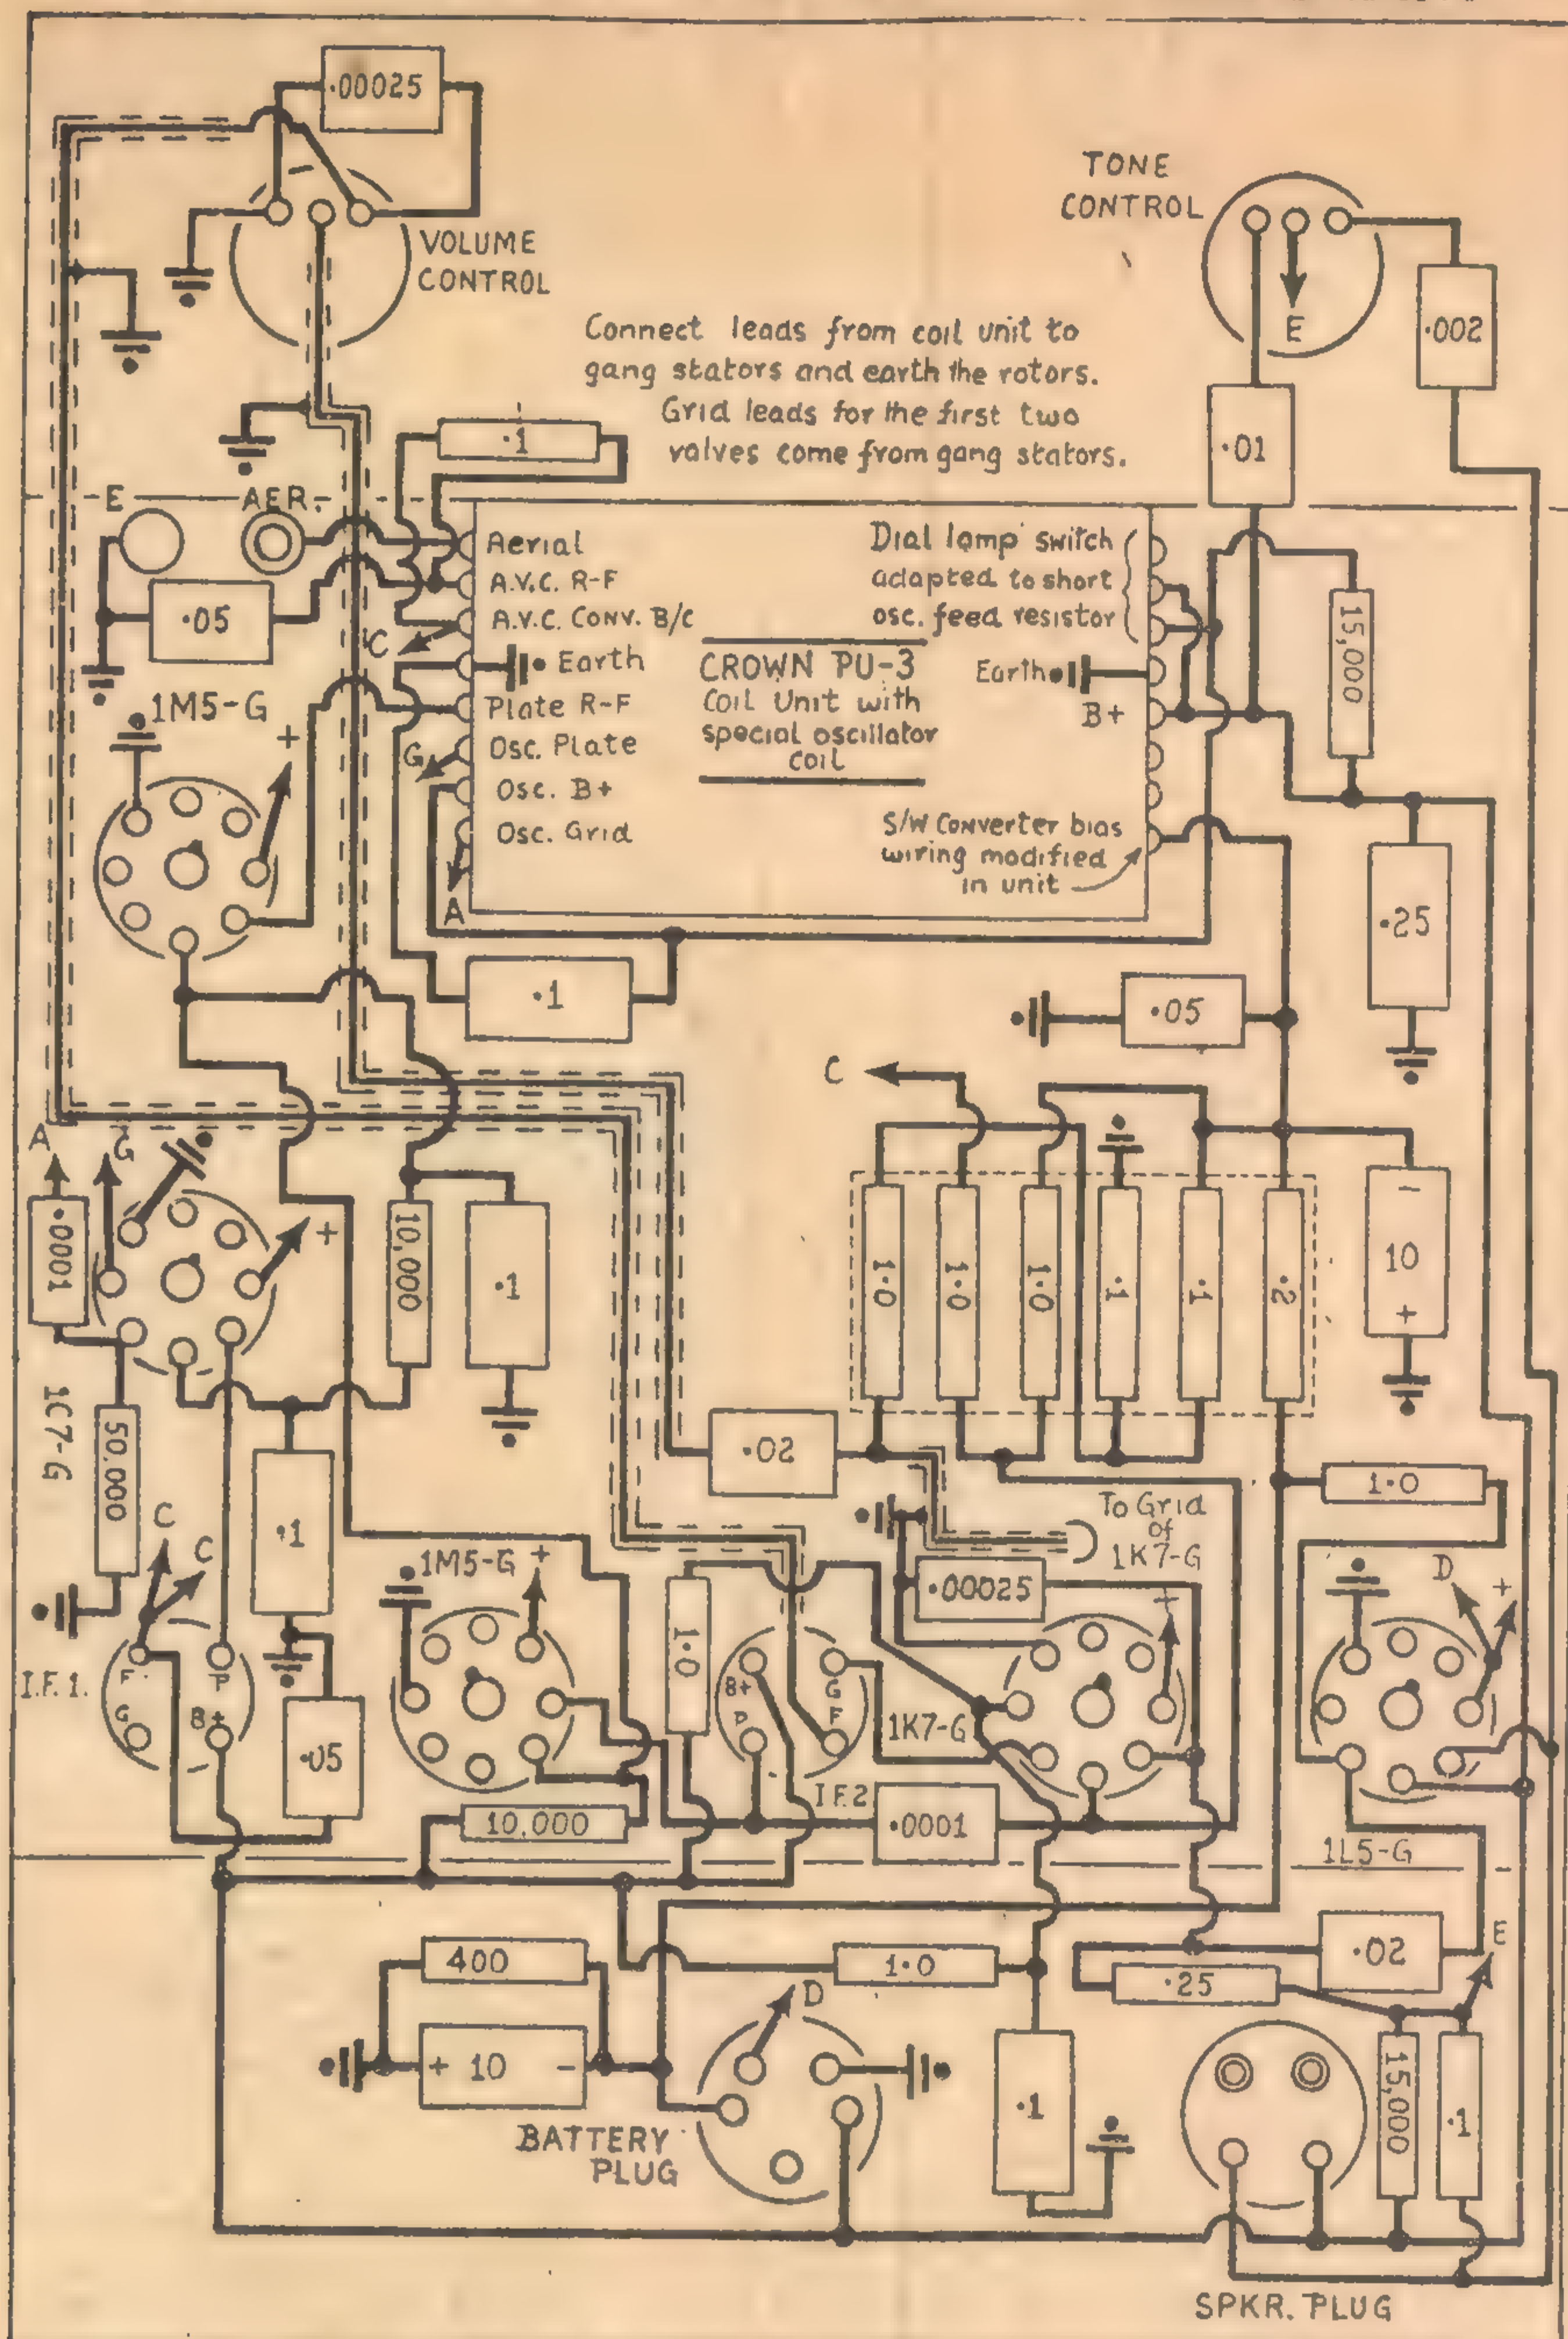 .00025
VOLUME
CONTROL
TONE
CONTROL
E
.002
.01
Connect leads from coil unit to
gang stators and earth the rotors.
Grid leads for the first two
valves come from gang stators.
.1
E
AER.
.05
Aerial
A.V.C. R-F
A.V.C. CONV. B/C
C
Earth
Plate R-F
Osc. Plate
G
Osc. B+
Osc. Grid
A
Dial lamp switch
adapted to short
osc. feed resistor
CROWN PU-3
Coil Unit with
special oscillator
coil
Earth
B+
S/W Converter bias
wiring modified
in unit
15,000
.25
1M5-G
+
.1
.05
C
A
G
+
.0001
10,000
.1
1.0
1.0
1.0
.1
.1
.2
-
10
+
1C7-G
50,000
.1
C
C
.02
To Grid
of
1K7-G
1.0
1M5-G
+
.00025
+
D
+
I.F. 1.
F
P
G
B+
.05
1.0
B+
G
P
F
1K7-G
I.F.2
10,000
.0001
1L5-G
400
1.0
.02
E
.25
D
+ 10 -
BATTERY
PLUG
.1
15,000
.1
SPKR. PLUG